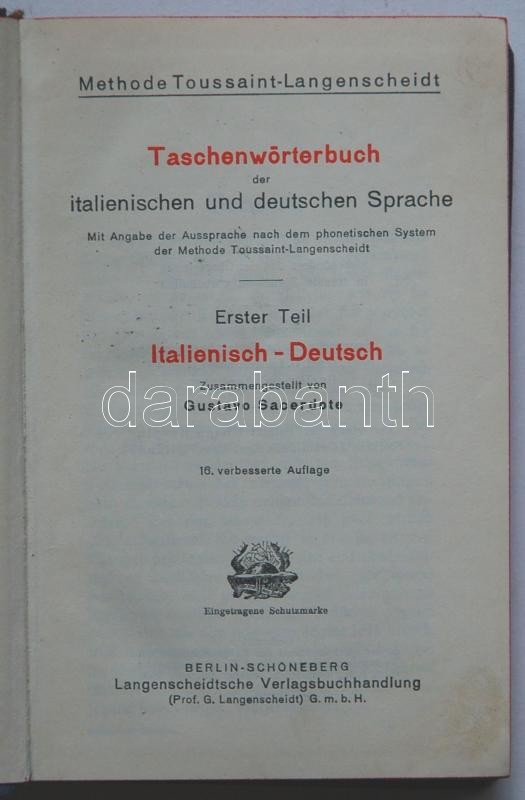 Methode Toussaint-Langenscheidt
Taschenwörterbuch
der
italienischen und deutschen Sprache
Mit Angabe der Aussprache nach dem phonetischen System
der Methode Toussaint-Langenscheidt
Erster Teil
Italienisch - Deutsch
Zusammengestellt von
Gustavo Sacerdote
darabanth
16. verbesserte Auflage
Eingetragene Schutzmarke
BERLIN-SCHÖNEBERG
Langenscheidtsche Verlagsbuchhandlung
(Prof. G. Langenscheidt) G. m. b. H.